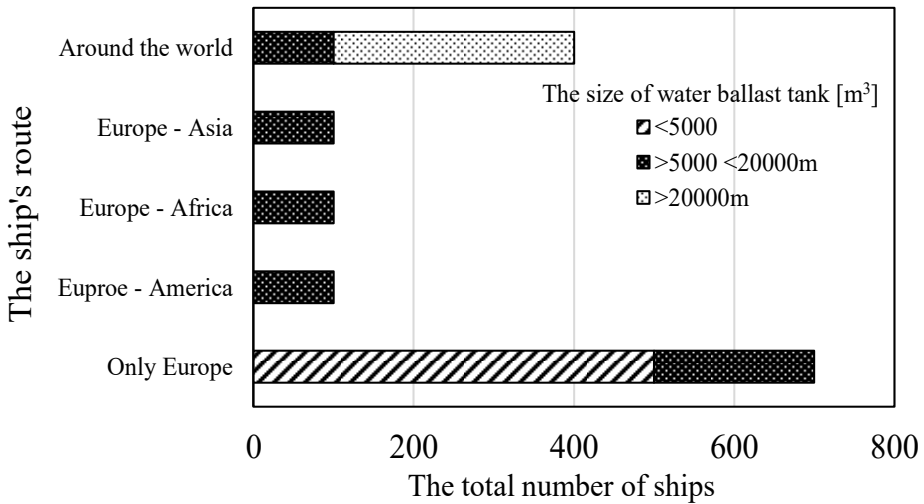 The ship's route
Around the world
Europe - Asia
Europe - Africa
Euproe - America
Only Europe
The size of water ballast tank [m³]
<5000
>5000 <20000m
>20000m
0 200 400 600 800
The total number of ships